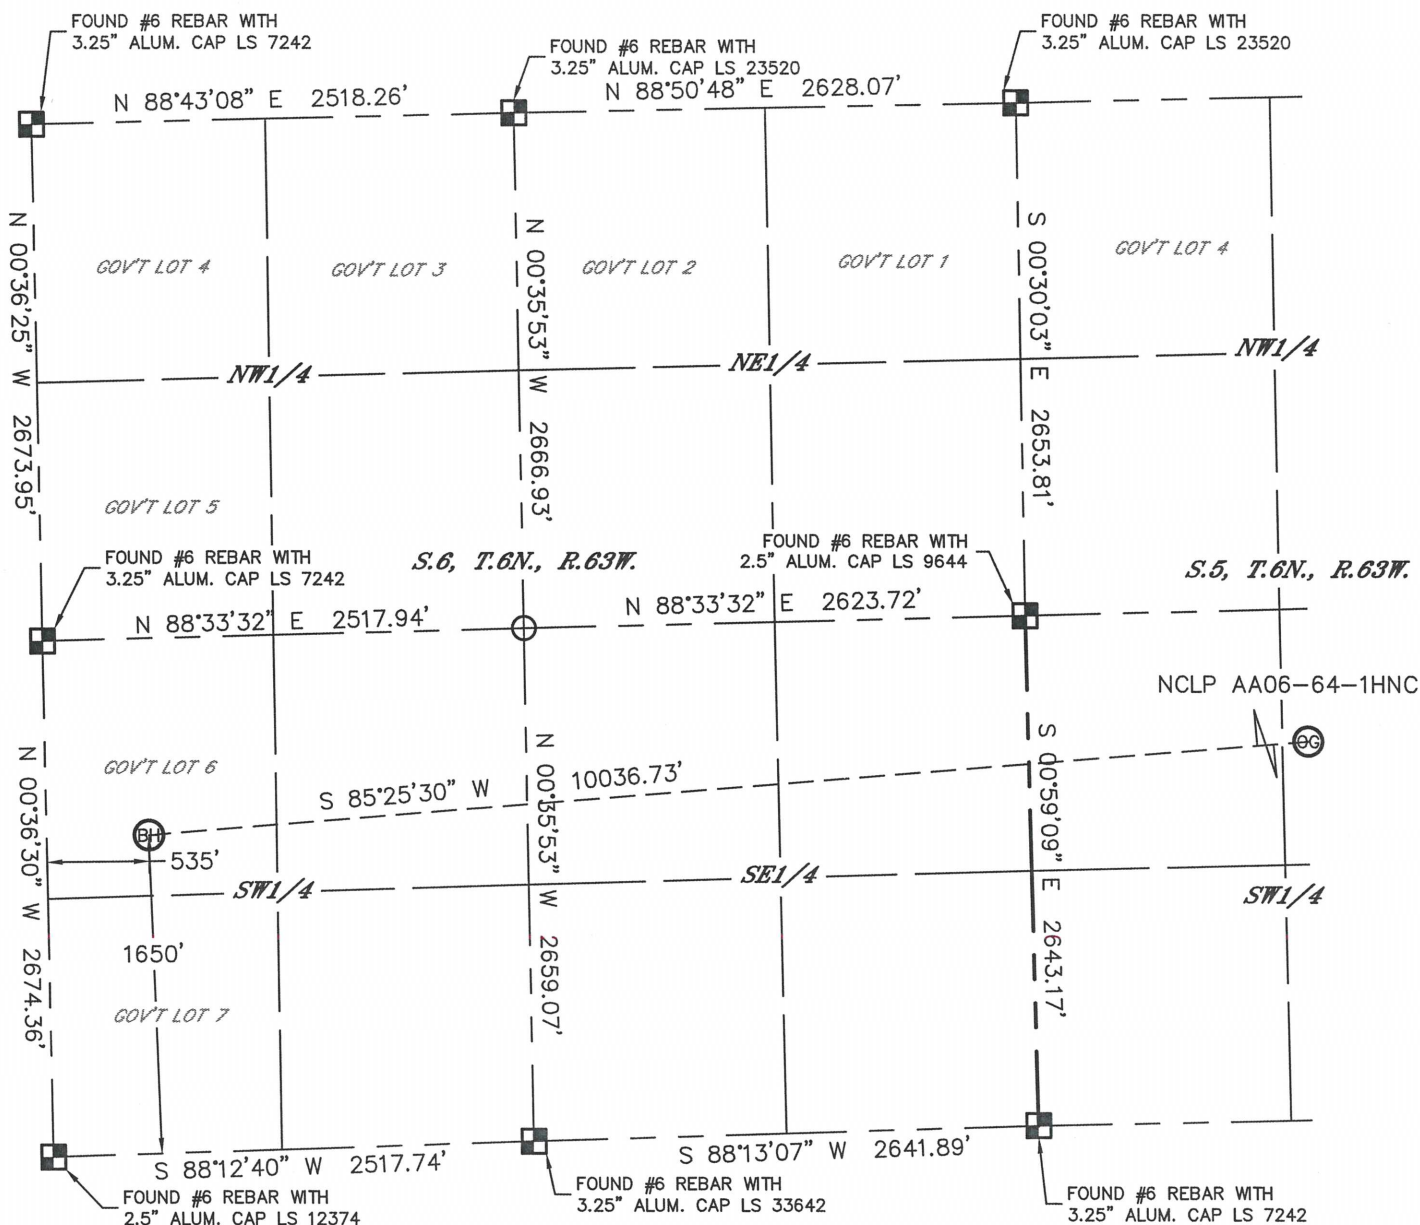 FOUND #6 REBAR WITH
3.25" ALUM. CAP LS 7242
FOUND #6 REBAR WITH
3.25" ALUM. CAP LS 23520
FOUND #6 REBAR WITH
3.25" ALUM. CAP LS 23520
N 88°43'08" E 2518.26'
N 88°50'48" E 2628.07'
N 00°36'25" W 2673.95'
N 00°35'53" W 2666.93'
S 00°30'03" E 2653.81'
GOV'T LOT 4
GOV'T LOT 3
GOV'T LOT 2
GOV'T LOT 1
GOV'T LOT 4
NW1/4
NE1/4
NW1/4
GOV'T LOT 5
FOUND #6 REBAR WITH
3.25" ALUM. CAP LS 7242
S.6, T.6N., R.63W.
FOUND #6 REBAR WITH
2.5" ALUM. CAP LS 9644
S.5, T.6N., R.63W.
N 88°33'32" E 2517.94'
N 88°33'32" E 2623.72'
NCLP AA06-64-1HNC
OG
N 00°36'30" W 2674.36'
GOV'T LOT 6
N 00°35'53" W 2659.07'
S 00°59'09" E 2643.17'
S 85°25'30" W 10036.73'
BH
535'
SW1/4
SE1/4
SW1/4
1650'
GOV'T LOT 7
S 88°12'40" W 2517.74'
S 88°13'07" W 2641.89'
FOUND #6 REBAR WITH
2.5" ALUM. CAP LS 12374
FOUND #6 REBAR WITH
3.25" ALUM. CAP LS 33642
FOUND #6 REBAR WITH
3.25" ALUM. CAP LS 7242